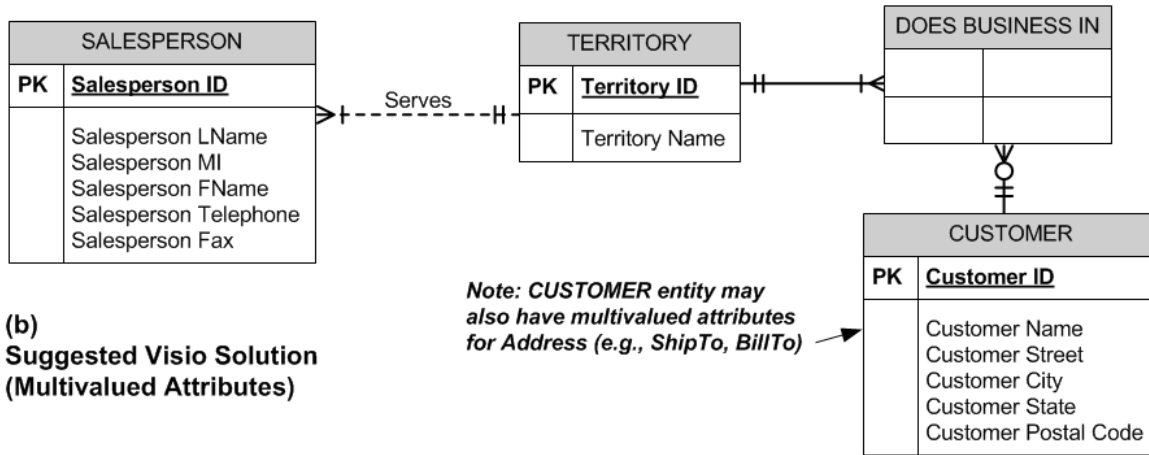 SALESPERSON
PK Salesperson ID
Salesperson LName
Salesperson MI
Salesperson FName
Salesperson Telephone
Salesperson Fax
Serves
TERRITORY
PK Territory ID
Territory Name
DOES BUSINESS IN
CUSTOMER
PK Customer ID
Customer Name
Customer Street
Customer City
Customer State
Customer Postal Code
Note: CUSTOMER entity may
also have multivalued attributes
for Address (e.g., ShipTo, BillTo)
(b)
Suggested Visio Solution
(Multivalued Attributes)